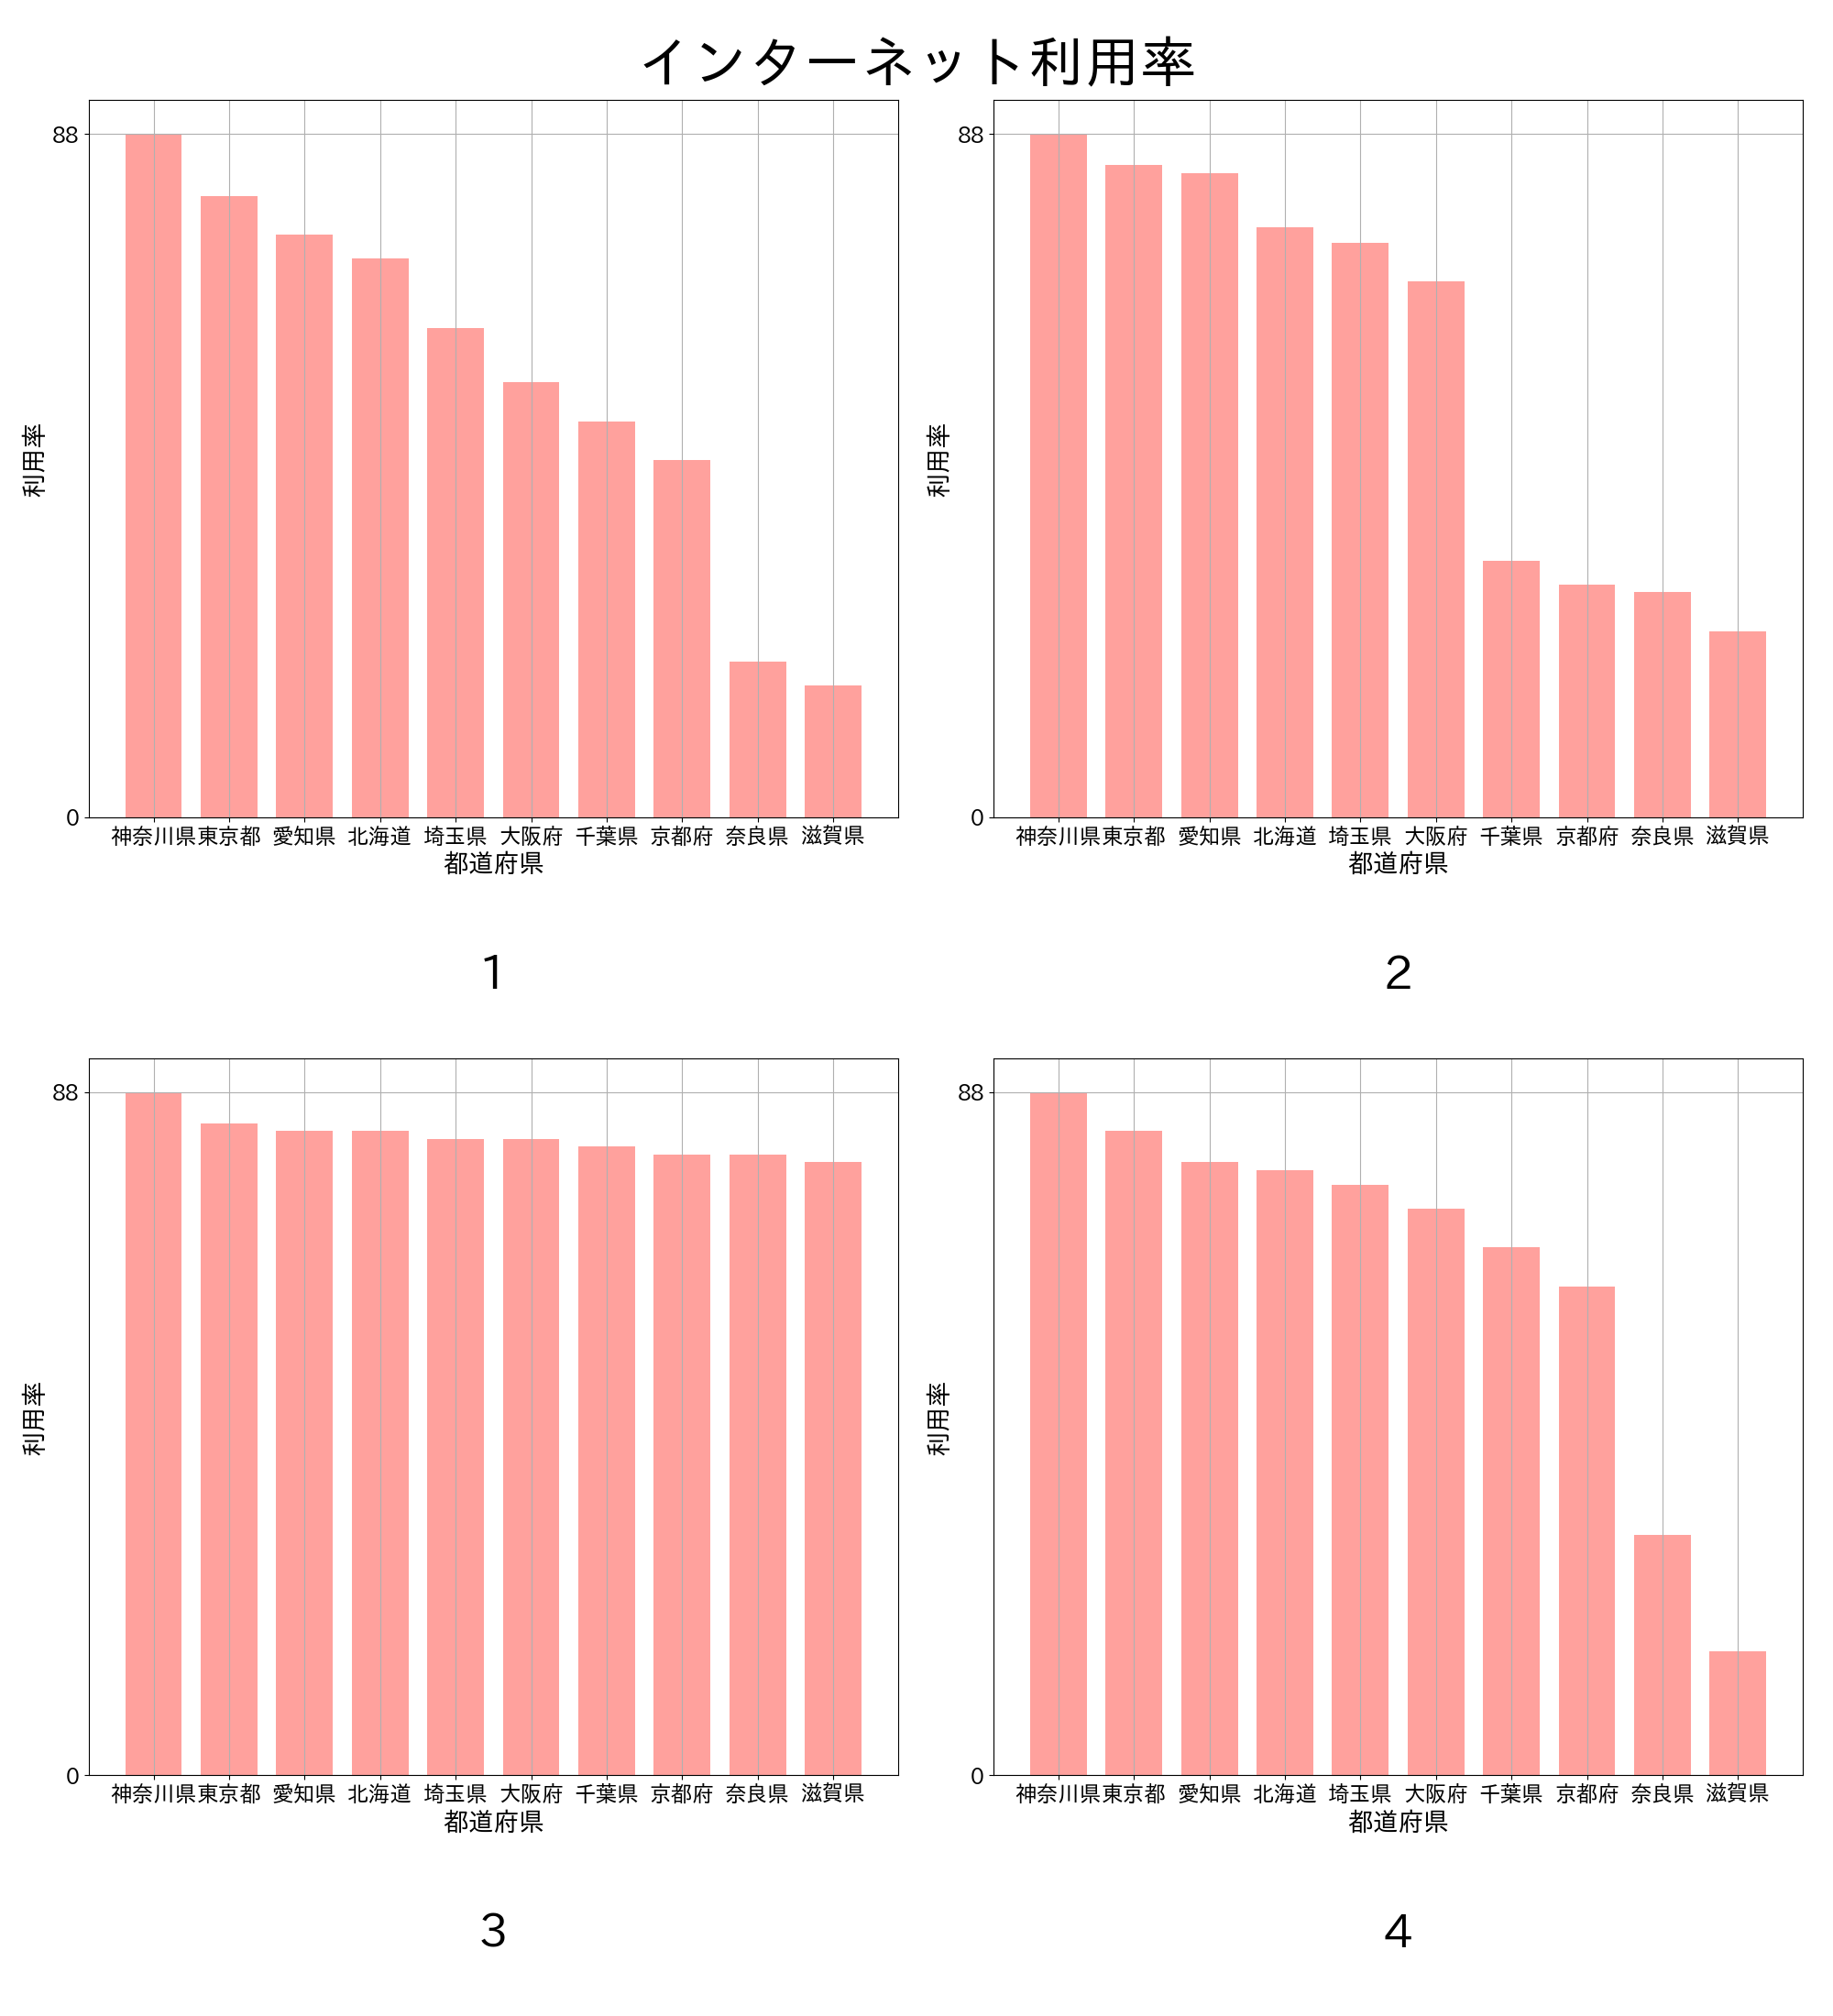 インターネット利用率
88
0
利用率
神奈川県 東京都 愛知県 北海道 埼玉県 大阪府 千葉県 京都府 奈良県 滋賀県
都道府県
1
88
0
利用率
神奈川県 東京都 愛知県 北海道 埼玉県 大阪府 千葉県 京都府 奈良県 滋賀県
都道府県
2
88
0
利用率
神奈川県 東京都 愛知県 北海道 埼玉県 大阪府 千葉県 京都府 奈良県 滋賀県
都道府県
3
88
0
利用率
神奈川県 東京都 愛知県 北海道 埼玉県 大阪府 千葉県 京都府 奈良県 滋賀県
都道府県
4